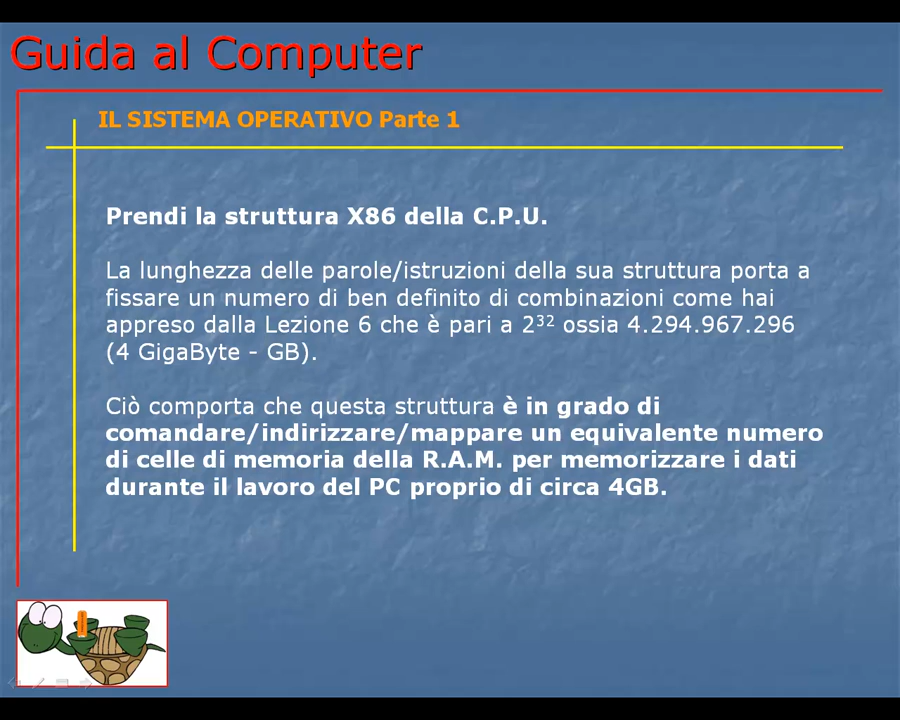 Guida al Computer
IL SISTEMA OPERATIVO Parte 1
Prendi la struttura X86 della C.P.U.
La lunghezza delle parole/istruzioni della sua struttura porta a
fissare un numero di ben definito di combinazioni come hai
appreso dalla Lezione 6 che è pari a 2³² ossia 4.294.967.296
(4 GigaByte - GB).
Ciò comporta che questa struttura è in grado di
comandare/indirizzare/mappare un equivalente numero
di celle di memoria della R.A.M. per memorizzare i dati
durante il lavoro del PC proprio di circa 4GB.